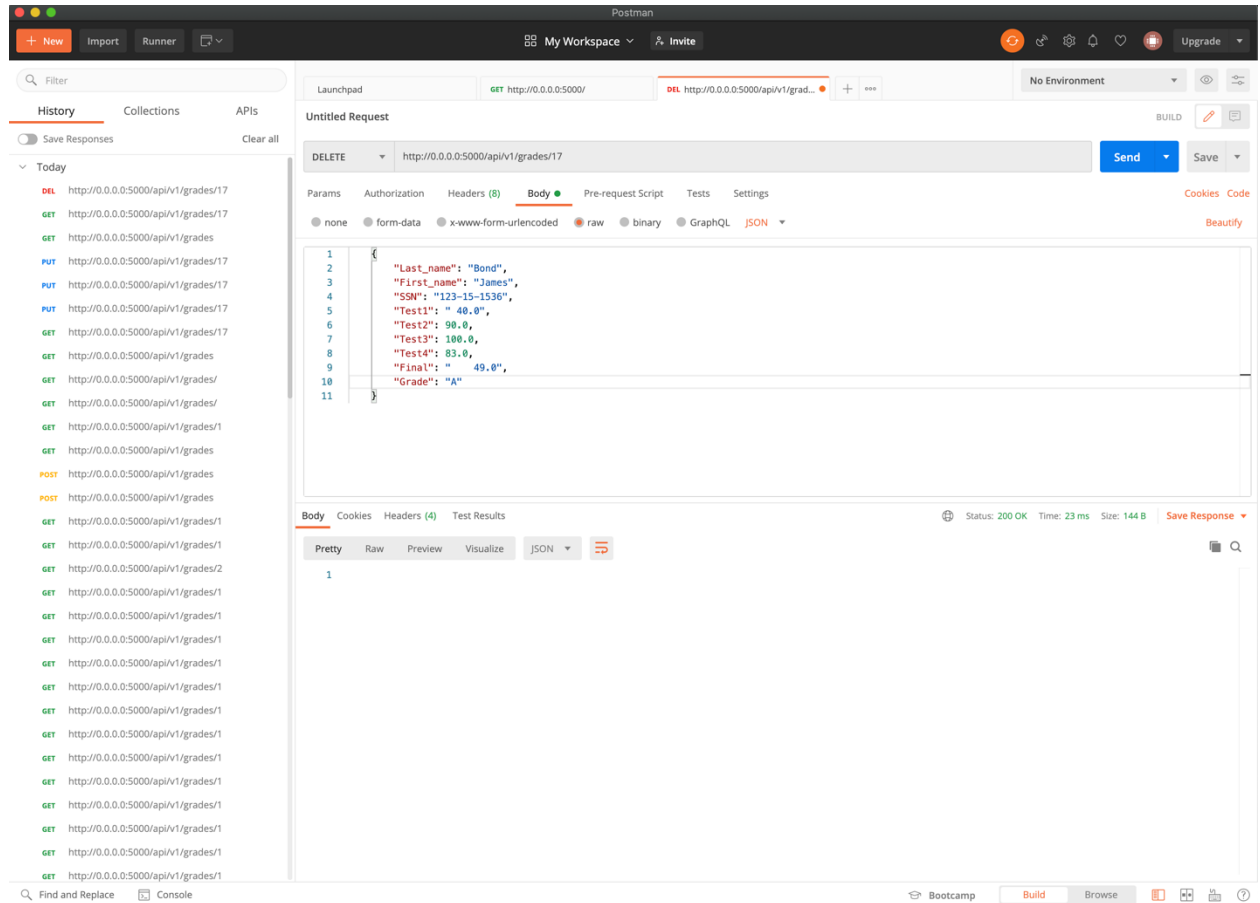 Postman
+ New Import Runner My Workspace Invite Upgrade
Filter
History Collections APIs
Save Responses Clear all
Today
DEL http://0.0.0.0:5000/api/v1/grades/17
GET http://0.0.0.0:5000/api/v1/grades/17
GET http://0.0.0.0:5000/api/v1/grades
PUT http://0.0.0.0:5000/api/v1/grades/17
PUT http://0.0.0.0:5000/api/v1/grades/17
PUT http://0.0.0.0:5000/api/v1/grades/17
GET http://0.0.0.0:5000/api/v1/grades/17
GET http://0.0.0.0:5000/api/v1/grades
GET http://0.0.0.0:5000/api/v1/grades/
GET http://0.0.0.0:5000/api/v1/grades/
GET http://0.0.0.0:5000/api/v1/grades/1
GET http://0.0.0.0:5000/api/v1/grades
POST http://0.0.0.0:5000/api/v1/grades
POST http://0.0.0.0:5000/api/v1/grades
GET http://0.0.0.0:5000/api/v1/grades/1
GET http://0.0.0.0:5000/api/v1/grades/1
GET http://0.0.0.0:5000/api/v1/grades/2
GET http://0.0.0.0:5000/api/v1/grades/1
GET http://0.0.0.0:5000/api/v1/grades/1
GET http://0.0.0.0:5000/api/v1/grades/1
GET http://0.0.0.0:5000/api/v1/grades/1
GET http://0.0.0.0:5000/api/v1/grades/1
GET http://0.0.0.0:5000/api/v1/grades/1
GET http://0.0.0.0:5000/api/v1/grades/1
GET http://0.0.0.0:5000/api/v1/grades/1
GET http://0.0.0.0:5000/api/v1/grades/1
GET http://0.0.0.0:5000/api/v1/grades/1
GET http://0.0.0.0:5000/api/v1/grades/1
GET http://0.0.0.0:5000/api/v1/grades/1
Launchpad GET http://0.0.0.0:5000/ DEL http://0.0.0.0:5000/api/v1/grad... + ooo No Environment
Untitled Request BUILD
DELETE http://0.0.0.0:5000/api/v1/grades/17 Send Save
Params Authorization Headers (8) Body Pre-request Script Tests Settings Cookies Code
none form-data x-www-form-urlencoded raw binary GraphQL JSON Beautify
1 {
2 "Last_name": "Bond",
3 "First_name": "James",
4 "SSN": "123-15-1536",
5 "Test1": " 40.0",
6 "Test2": 90.0,
7 "Test3": 100.0,
8 "Test4": 83.0,
9 "Final": "    49.0",
10 "Grade": "A"
11 }
Body Cookies Headers (4) Test Results Status: 200 OK Time: 23 ms Size: 144 B Save Response
Pretty Raw Preview Visualize JSON
1
Find and Replace Console Bootcamp Build Browse